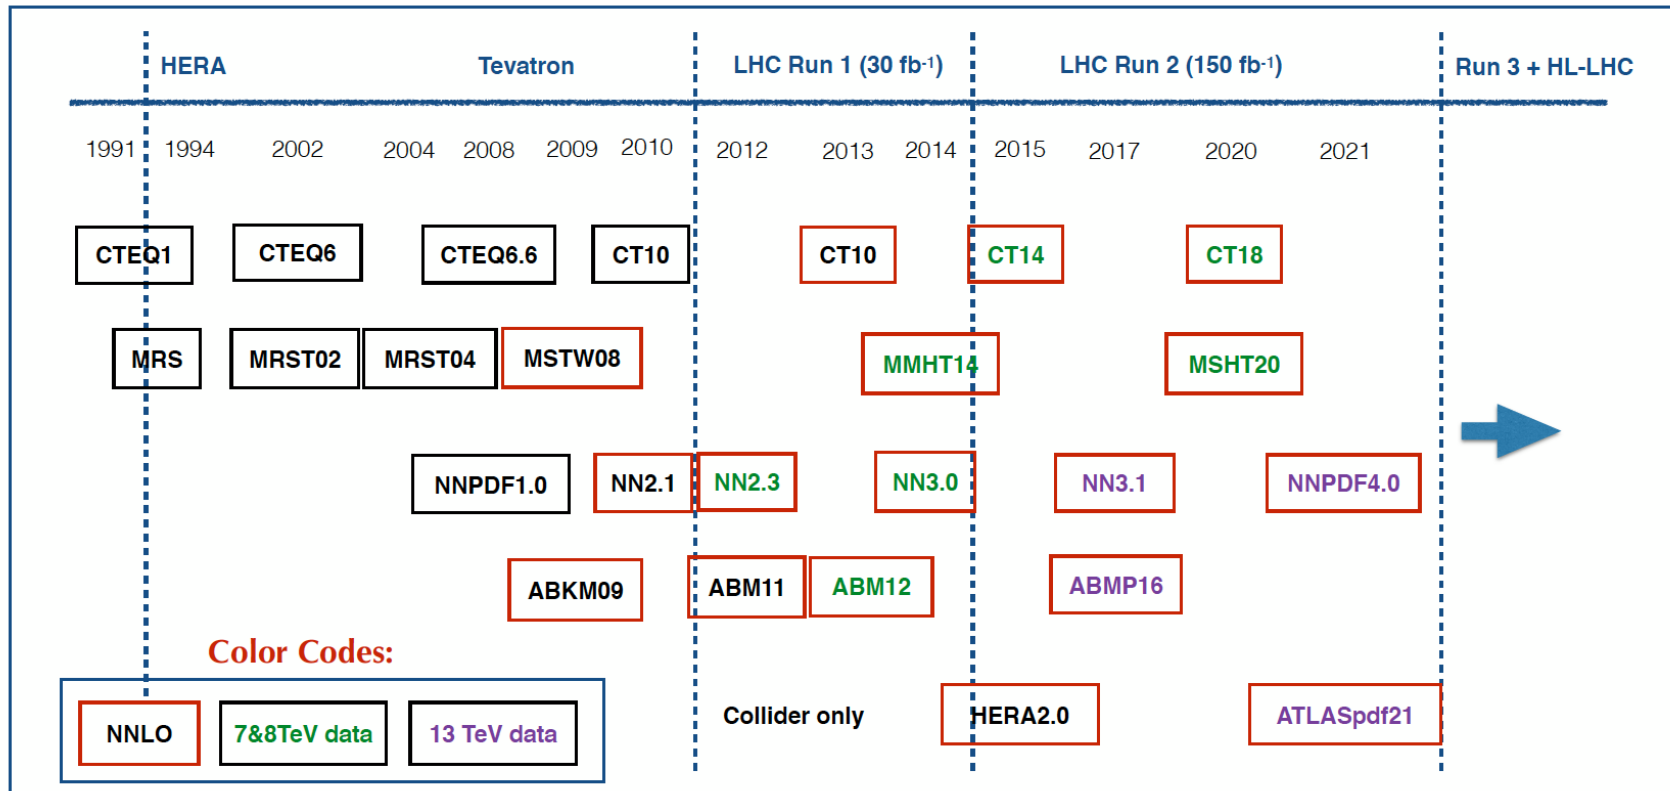 HERA Tevatron LHC Run 1 (30 fb⁻¹) LHC Run 2 (150 fb⁻¹) Run 3 + HL-LHC
1991 1994 2002 2004 2008 2009 2010 2012 2013 2014 2015 2017 2020 2021
CTEQ1 CTEQ6 CTEQ6.6 CT10 CT10 CT14 CT18
MRS MRST02 MRST04 MSTW08 MMHT14 MSHT20
NNPDF1.0 NN2.1 NN2.3 NN3.0 NN3.1 NNPDF4.0
ABKM09 ABM11 ABM12 ABMP16
Color Codes:
NNLO 7&8TeV data 13 TeV data Collider only HERA2.0 ATLASpdf21